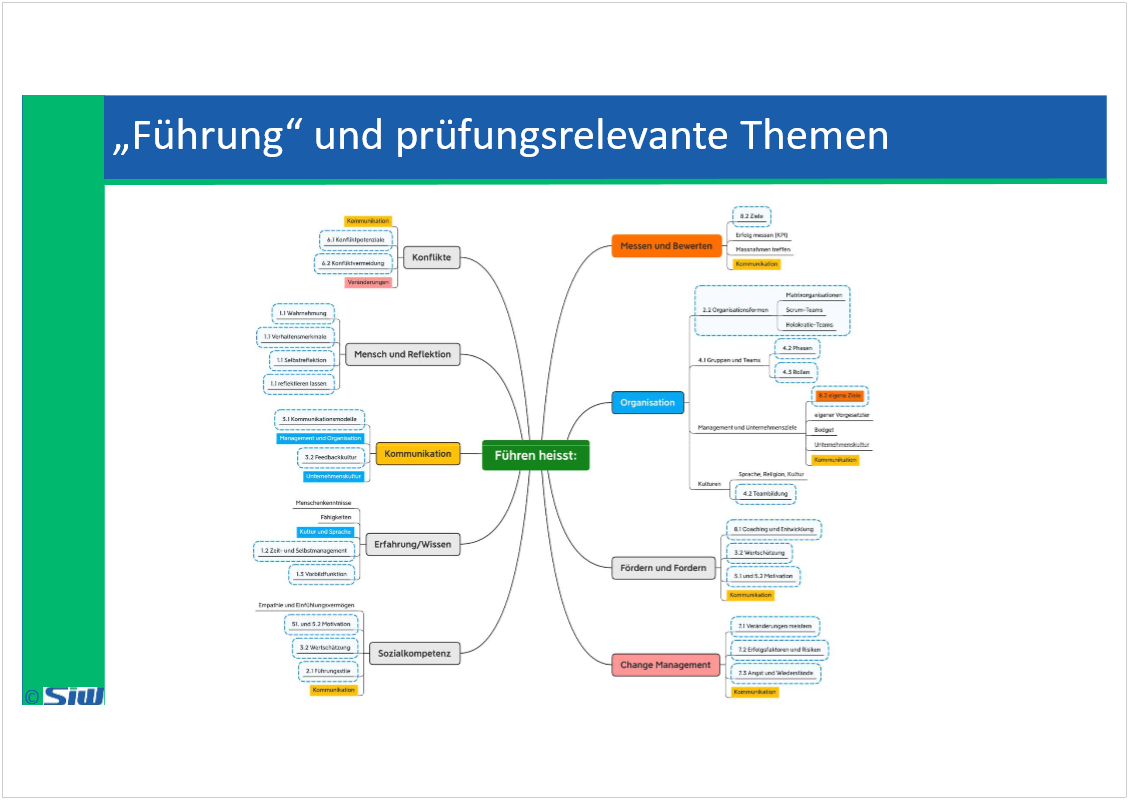 „Führung“ und prüfungsrelevante Themen
Führen heisst:
Konflikte
Kommunikation
6.1 Konfliktpotenziale
6.2 Konfliktvermeidung
Veränderungen
Mensch und Reflektion
1.1 Wahrnehmung
1.1 Verhaltensmerkmale
1.1 Selbstreflektion
1.1 reflektieren lassen
Kommunikation
3.1 Kommunikationsmodelle
Management und Organisation
3.2 Feedbackkultur
Unternehmenskultur
Erfahrung/Wissen
Menschenkenntnisse
Fähigkeiten
Kultur und Sprache
1.2 Zeit- und Selbstmanagement
1.3 Vorbildfunktion
Sozialkompetenz
Empathie und Einfühlungsvermögen
51. und 5.2 Motivation
3.2 Wertschätzung
2.1 Führungsstile
Kommunikation
Messen und Bewerten
8.2 Ziele
Erfolg messen (KPI)
Massnahmen treffen
Kommunikation
Organisation
2.2 Organisationsformen
Matrixorganisationen
Scrum-Teams
Holokratie-Teams
4.1 Gruppen und Teams
4.2 Phasen
4.3 Rollen
Management und Unternehmensziele
8.2 eigene Ziele
eigener Vorgesetzter
Budget
Unternehmenskultur
Kommunikation
Kulturen
Sprache, Religion, Kultur
4.2 Teambildung
Fördern und Fordern
8.1 Coaching und Entwicklung
3.2 Wertschätzung
5.1 und 5.2 Motivation
Kommunikation
Change Management
7.1 Veränderungen meistern
7.2 Erfolgsfaktoren und Risiken
7.3 Angst und Wiederstände
Kommunikation
© SIW